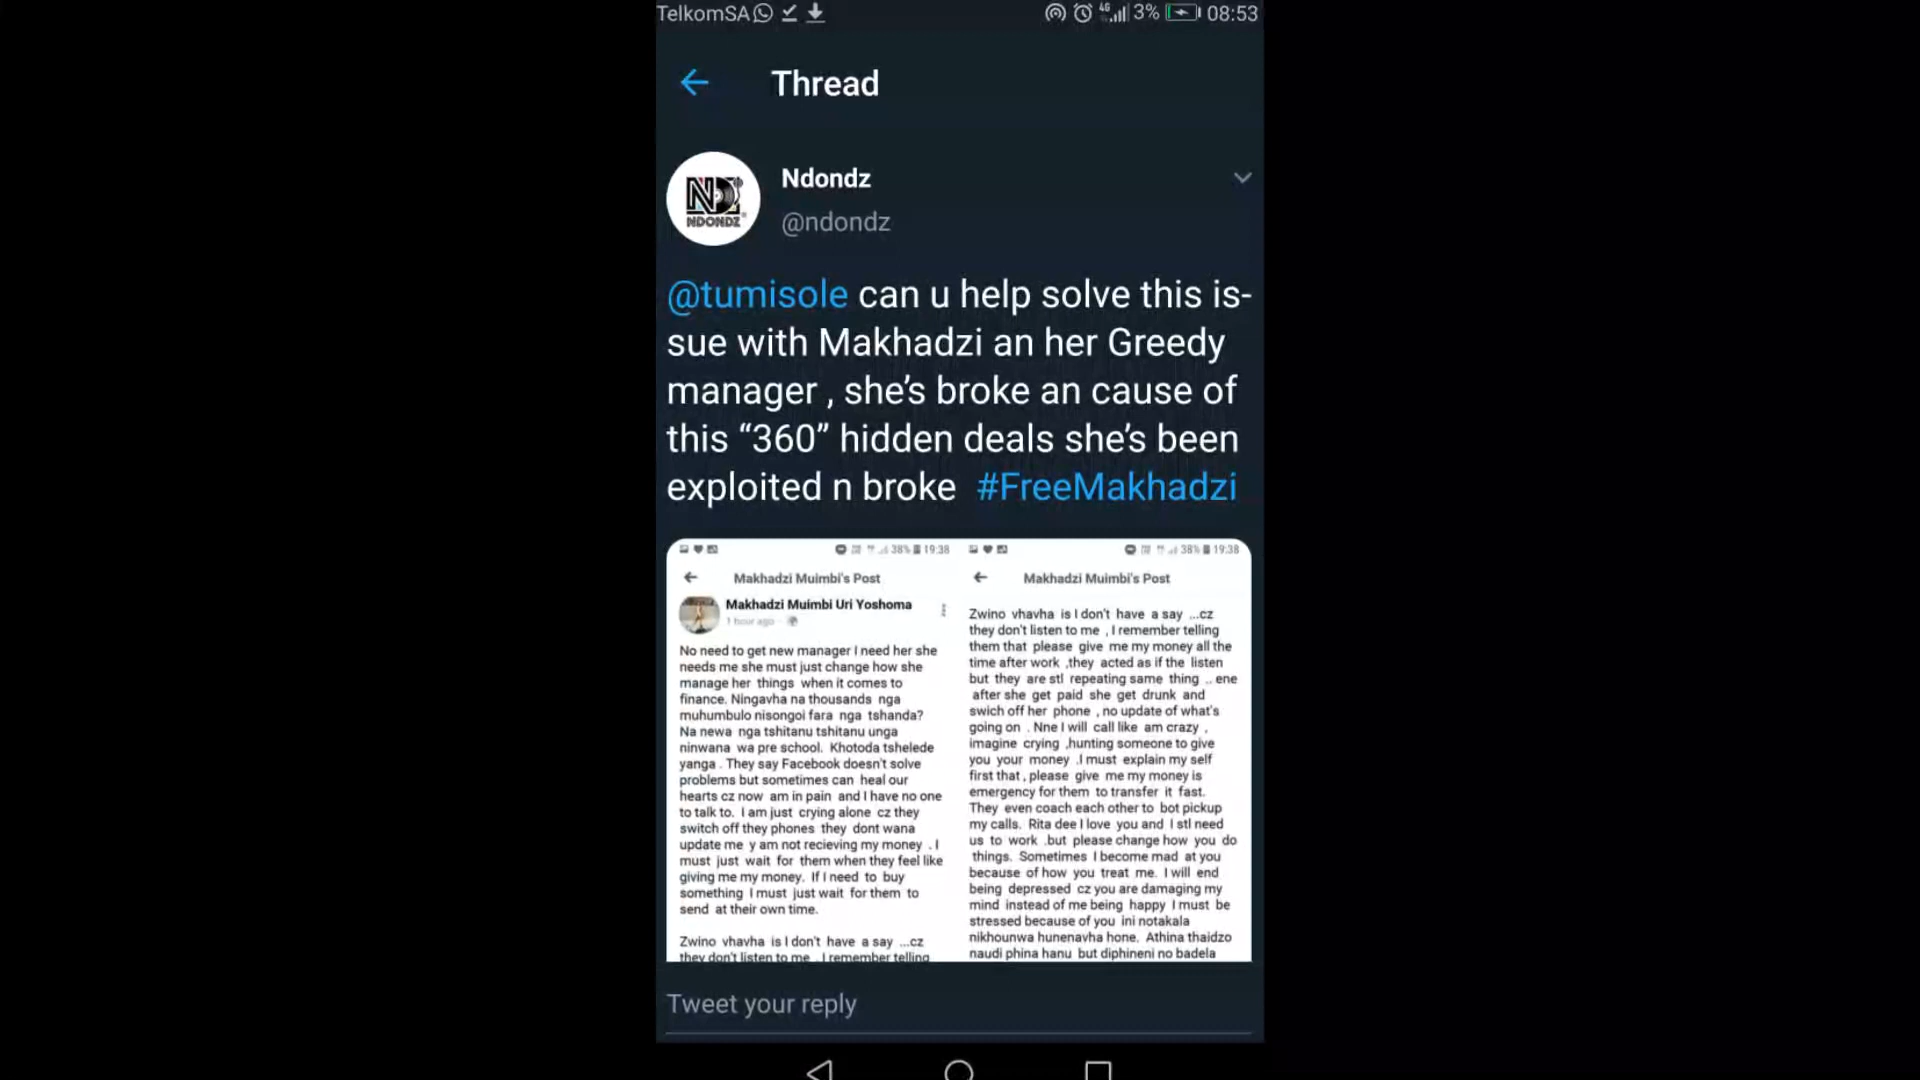 TelkomSA 4G 3% 08:53
Thread
NDONDZ
Ndondz
@ndondz
@tumisole can u help solve this is-
sue with Makhadzi an her Greedy
manager , she's broke an cause of
this “360” hidden deals she's been
exploited n broke #FreeMakhadzi
38% 19:38
Makhadzi Muimbi's Post
Makhadzi Muimbi Uri Yoshoma
1 hour ago
No need to get new manager I need her she
needs me she must just change how she
manage her things when it comes to
finance. Ningavha na thousands nga
muhumbulo nisongoi fara nga tshanda?
Na newa nga tshitanu tshitanu unga
ninwana wa pre school. Khotoda tshelede
yanga . They say Facebook doesn't solve
problems but sometimes can heal our
hearts cz now am in pain and I have no one
to talk to. I am just crying alone cz they
switch off they phones they dont wana
update me y am not recieving my money . I
must just wait for them when they feel like
giving me my money. If I need to buy
something I must just wait for them to
send at their own time.
Zwino vhavha is I don't have a say ...cz
they don't listen to me , I remember telling
38% 19:38
Makhadzi Muimbi's Post
Zwino vhavha is I don't have a say ...cz
they don't listen to me , I remember telling
them that please give me my money all the
time after work ,they acted as if the listen
but they are stl repeating same thing .. ene
after she get paid she get drunk and
swich off her phone , no update of what's
going on . Nne I will call like am crazy ,
imagine crying ,hunting someone to give
you your money .I must explain my self
first that , please give me my money is
emergency for them to transfer it fast.
They even coach each other to bot pickup
my calls. Rita dee I love you and I stl need
us to work .but please change how you do
things. Sometimes I become mad at you
because of how you treat me. I will end
being depressed cz you are damaging my
mind instead of me being happy I must be
stressed because of you ini notakala
nikhounwa hunenavha hone. Athina thaidzo
naudi phina hanu but diphineni no badela
Tweet your reply